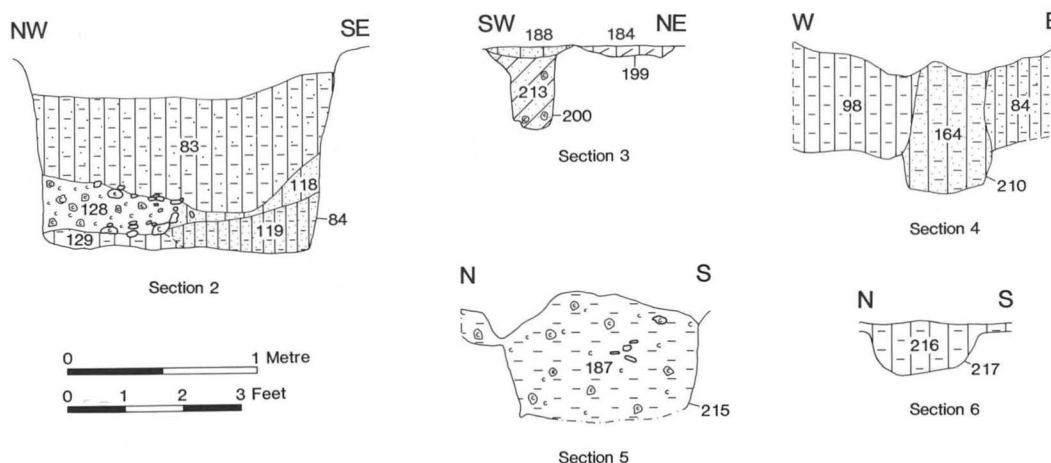 NW SE
83
118
128
84
119
129
Section 2
SW NE
188 184
199
213
200
Section 3
W E
98 84
164
210
Section 4
N S
187
215
Section 5
N S
216
217
Section 6
0 1 Metre
0 1 2 3 Feet